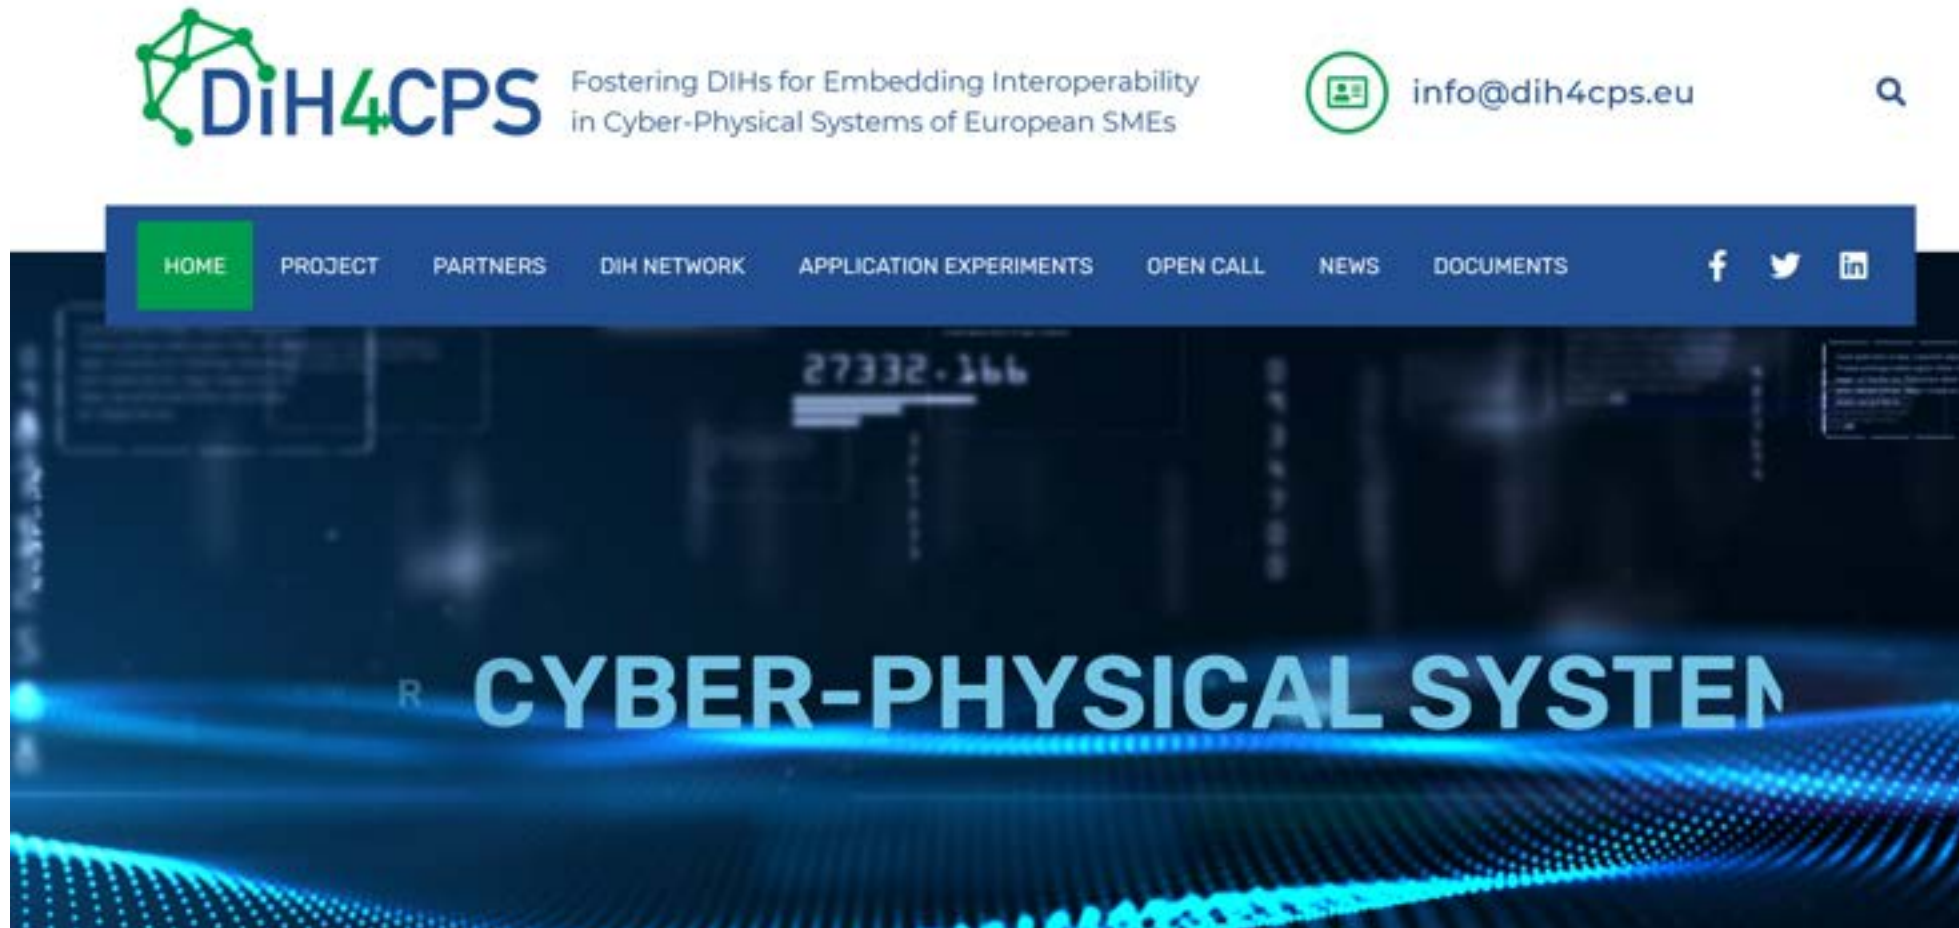 DiH4CPS
Fostering DIHs for Embedding Interoperability
in Cyber-Physical Systems of European SMEs
info@dih4cps.eu
HOME PROJECT PARTNERS DIH NETWORK APPLICATION EXPERIMENTS OPEN CALL NEWS DOCUMENTS
27332.166
R CYBER-PHYSICAL SYSTEM